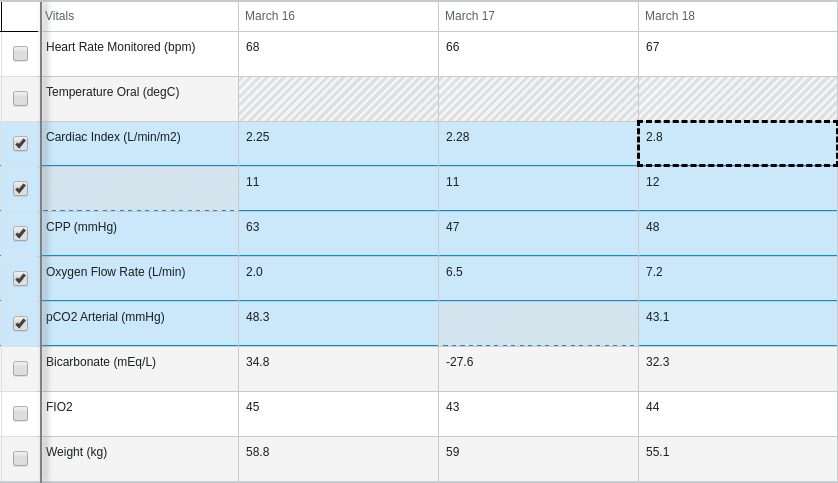 Vitals March 16 March 17 March 18
Heart Rate Monitored (bpm) 68 66 67
Temperature Oral (degC)
Cardiac Index (L/min/m2) 2.25 2.28 2.8
11 11 12
CPP (mmHg) 63 47 48
Oxygen Flow Rate (L/min) 2.0 6.5 7.2
pCO2 Arterial (mmHg) 48.3 43.1
Bicarbonate (mEq/L) 34.8 -27.6 32.3
FIO2 45 43 44
Weight (kg) 58.8 59 55.1